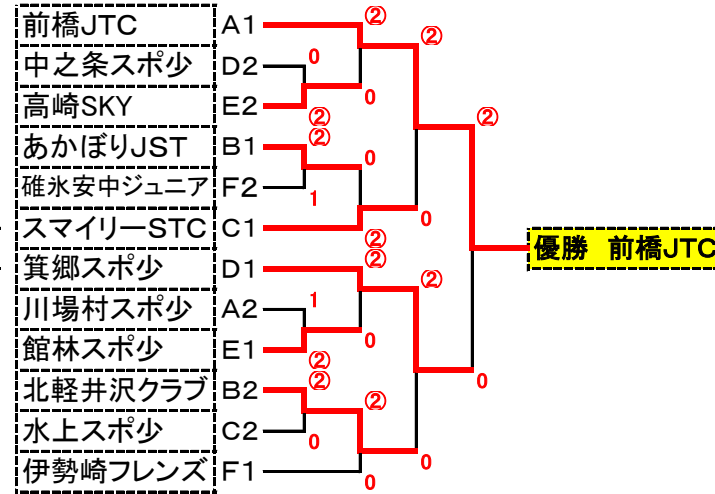 前橋JTC A1 ②
②
中之条スポ少 D2 0
高崎SKY E2 0
② ②
あかぼりJST B1 ② 0
碓氷安中ジュニア F2 1
スマイリーSTC C1 0
②
優勝 前橋JTC
箕郷スポ少 D1 ② ②
川場村スポ少 A2 1
館林スポ少 E1 0
② 0
北軽井沢クラブ B2 ② ②
水上スポ少 C2 0
伊勢崎フレンズ F1 0 0